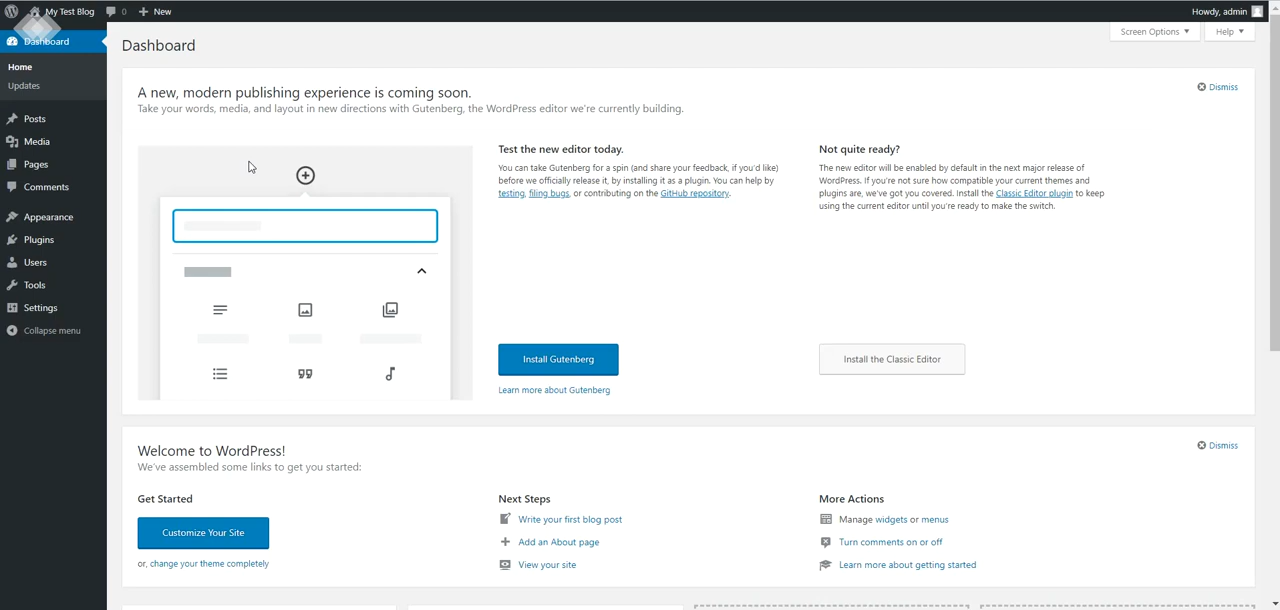 My Test Blog 0 New Howdy, admin
Dashboard
Home
Updates
Posts
Media
Pages
Comments
Appearance
Plugins
Users
Tools
Settings
Collapse menu
Screen Options Help
Dashboard
A new, modern publishing experience is coming soon.
Dismiss
Take your words, media, and layout in new directions with Gutenberg, the WordPress editor we're currently building.
Test the new editor today.
You can take Gutenberg for a spin (and share your feedback, if you'd like)
before we officially release it, by installing it as a plugin. You can help by
testing, filing bugs, or contributing on the GitHub repository.
Install Gutenberg
Learn more about Gutenberg
Not quite ready?
The new editor will be enabled by default in the next major release of
WordPress. If you're not sure how compatible your current themes and
plugins are, we've got you covered. Install the Classic Editor plugin to keep
using the current editor until you're ready to make the switch.
Install the Classic Editor
Welcome to WordPress!
Dismiss
We've assembled some links to get you started:
Get Started
Customize Your Site
or, change your theme completely
Next Steps
Write your first blog post
Add an About page
View your site
More Actions
Manage widgets or menus
Turn comments on or off
Learn more about getting started